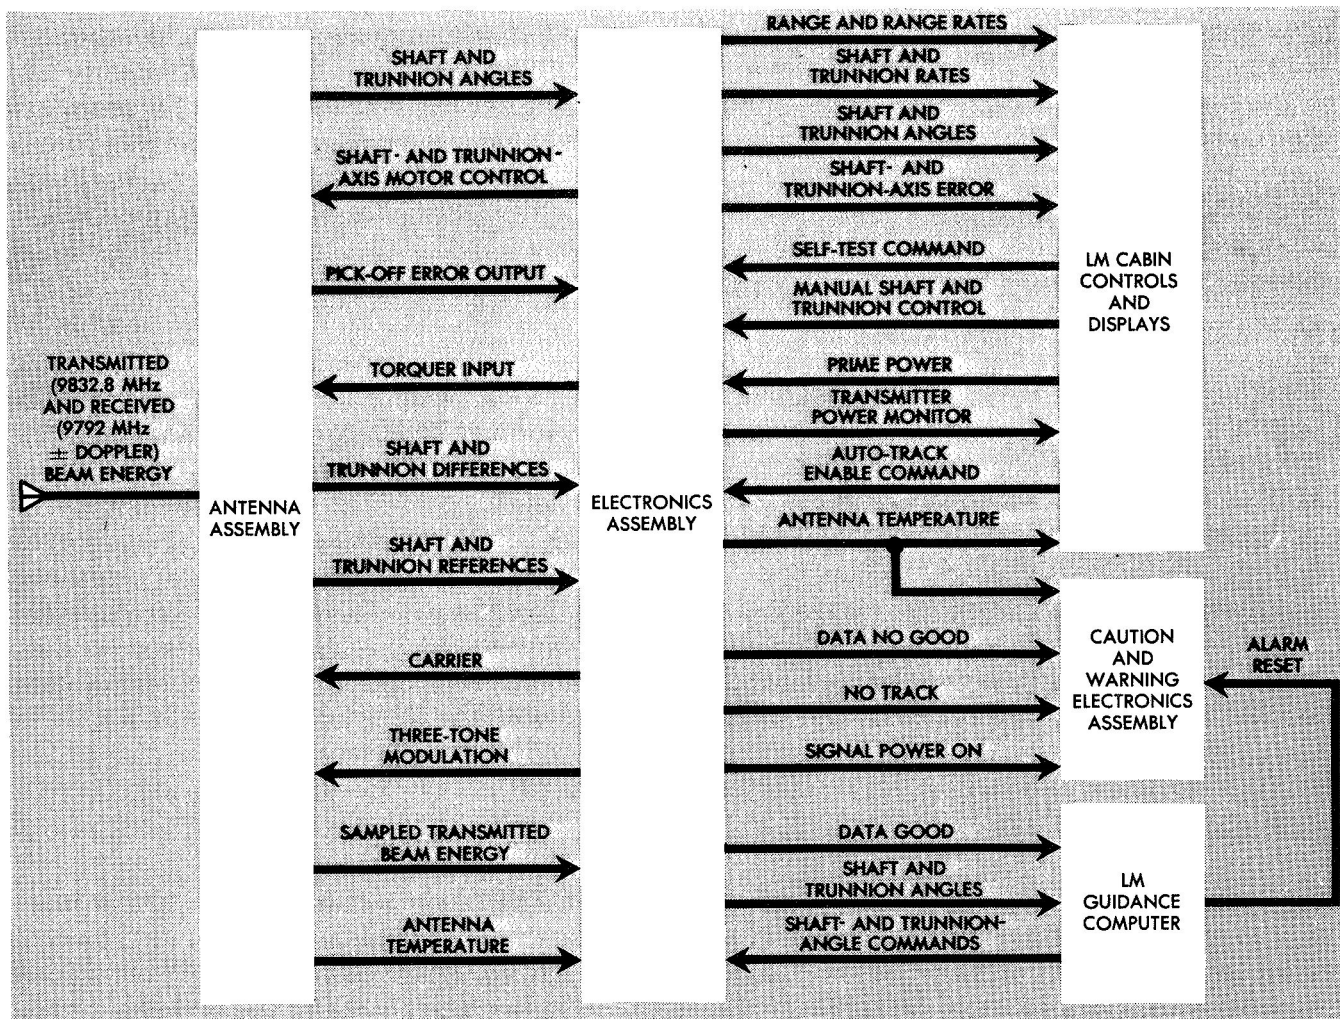 TRANSMITTED
(9832.8 MHz
AND RECEIVED
(9792 MHz
± DOPPLER)
BEAM ENERGY
ANTENNA
ASSEMBLY
SHAFT AND
TRUNNION ANGLES
SHAFT- AND TRUNNION-
AXIS MOTOR CONTROL
PICK-OFF ERROR OUTPUT
TORQUER INPUT
SHAFT AND
TRUNNION DIFFERENCES
SHAFT AND
TRUNNION REFERENCES
CARRIER
THREE-TONE
MODULATION
SAMPLED TRANSMITTED
BEAM ENERGY
ANTENNA
TEMPERATURE
ELECTRONICS
ASSEMBLY
RANGE AND RANGE RATES
SHAFT AND
TRUNNION RATES
SHAFT AND
TRUNNION ANGLES
SHAFT- AND
TRUNNION-AXIS ERROR
SELF-TEST COMMAND
MANUAL SHAFT AND
TRUNNION CONTROL
PRIME POWER
TRANSMITTER
POWER MONITOR
AUTO-TRACK
ENABLE COMMAND
ANTENNA TEMPERATURE
DATA NO GOOD
NO TRACK
SIGNAL POWER ON
DATA GOOD
SHAFT AND
TRUNNION ANGLES
SHAFT- AND TRUNNION-
ANGLE COMMANDS
LM CABIN
CONTROLS
AND
DISPLAYS
CAUTION
AND
WARNING
ELECTRONICS
ASSEMBLY
LM
GUIDANCE
COMPUTER
ALARM
RESET